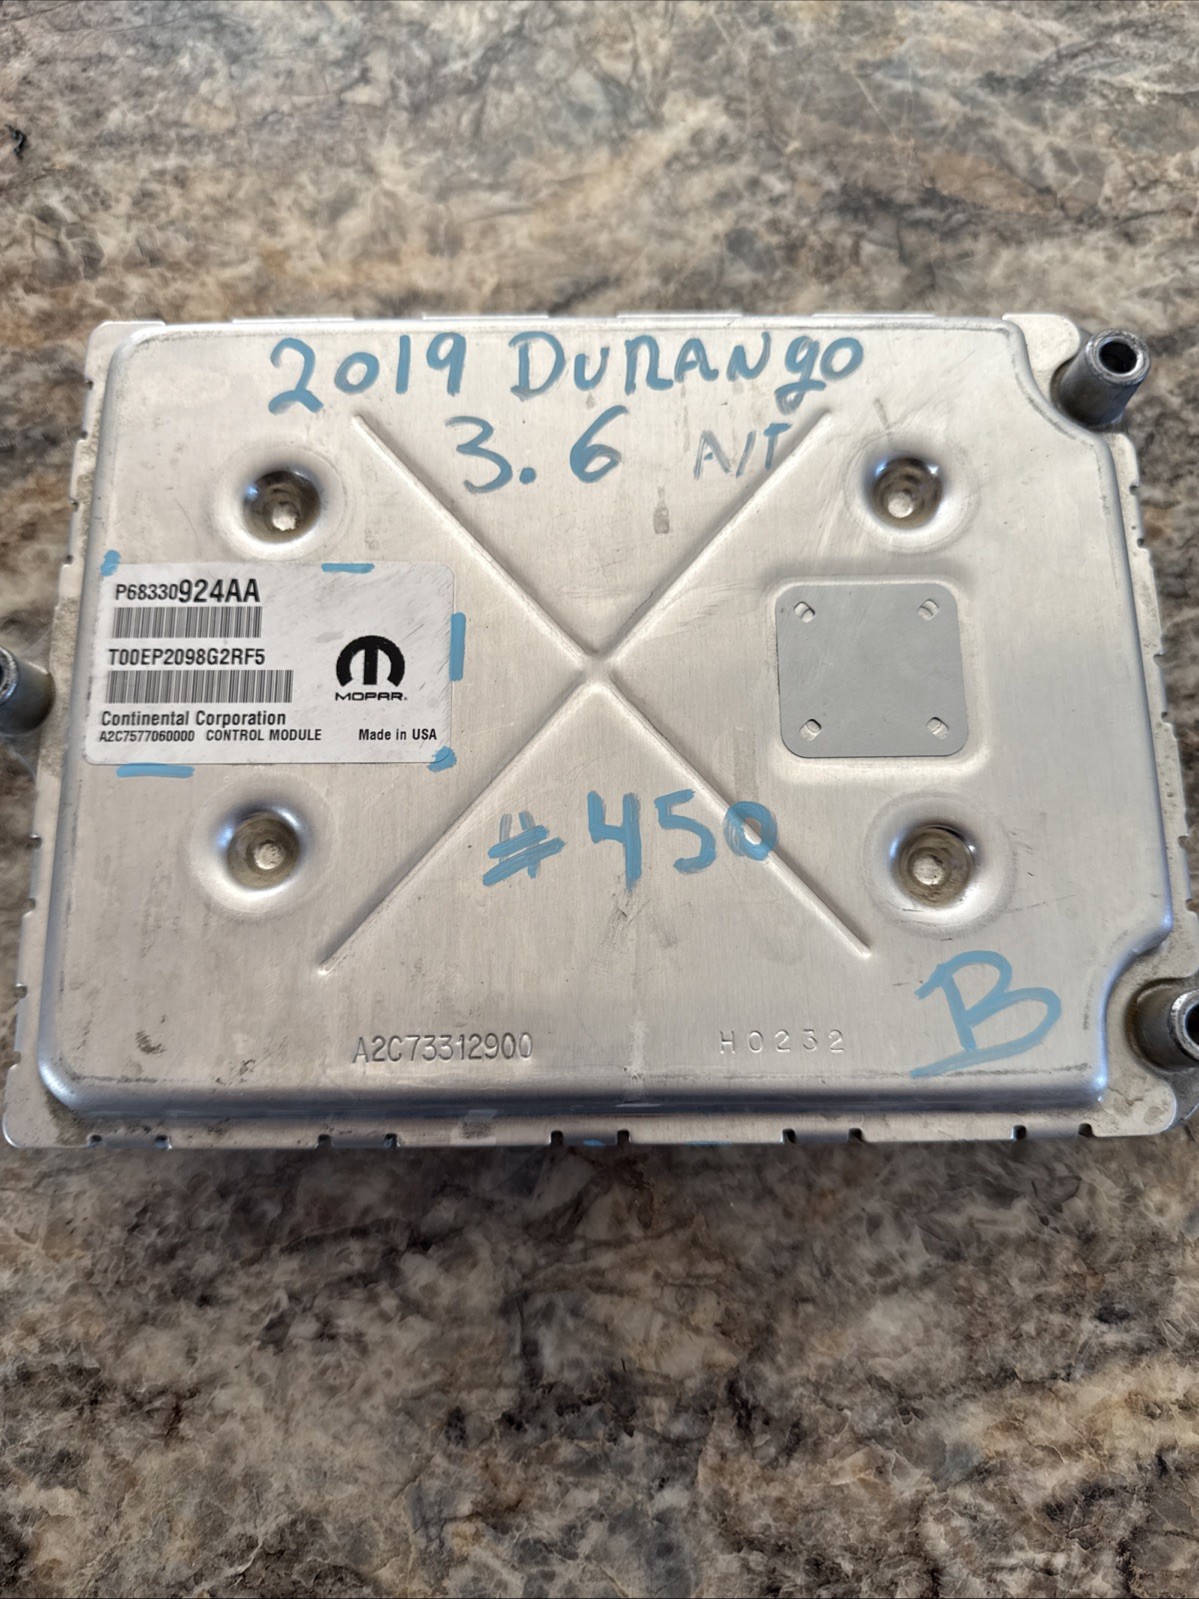 2019 DURANgO
3.6 A/T
P68330924AA
T00EP2098G2RF5
MOPAR
Continental Corporation
A2C7577060000 CONTROL MODULE Made in USA
#450
B
A2C73312900 H0232